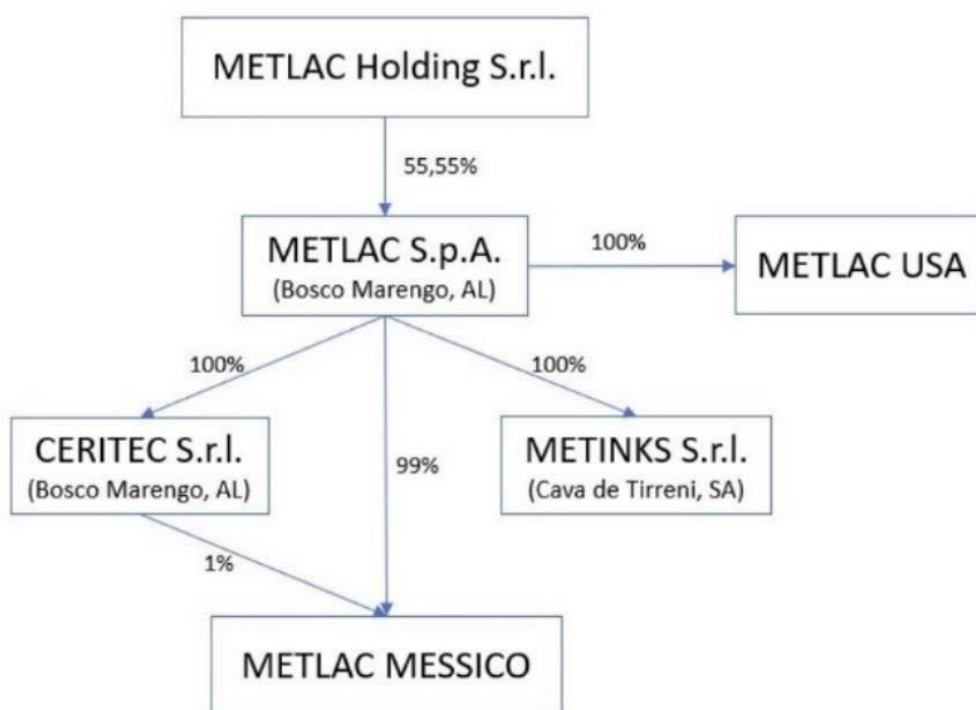 METLAC Holding S.r.l.
55,55%
METLAC S.p.A.
(Bosco Marengo, AL)
100%
METLAC USA
100%
100%
CERITEC S.r.l.
(Bosco Marengo, AL)
99%
METINKS S.r.l.
(Cava de Tirreni, SA)
1%
METLAC MESSICO